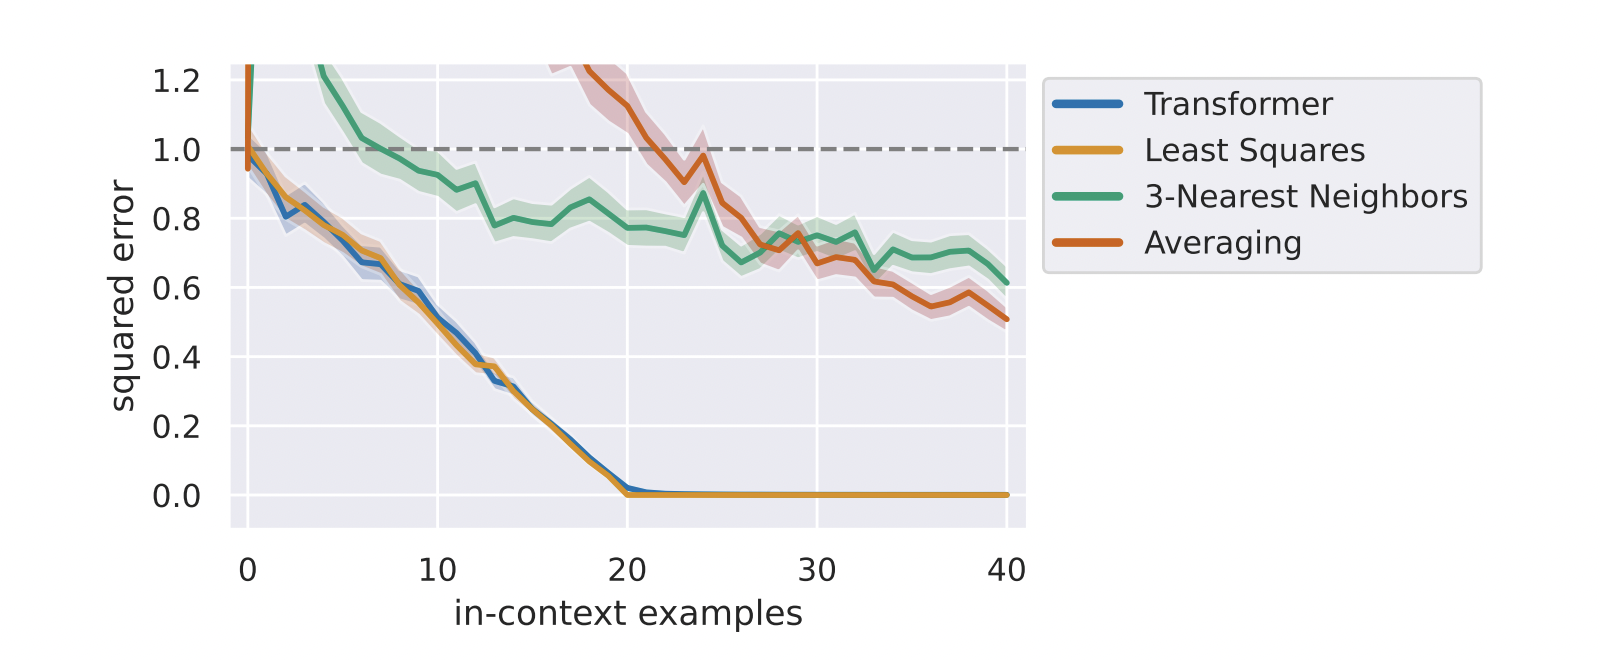 1.2
1.0
0.8
0.6
0.4
0.2
0.0
squared error
0 10 20 30 40
in-context examples
Transformer
Least Squares
3-Nearest Neighbors
Averaging